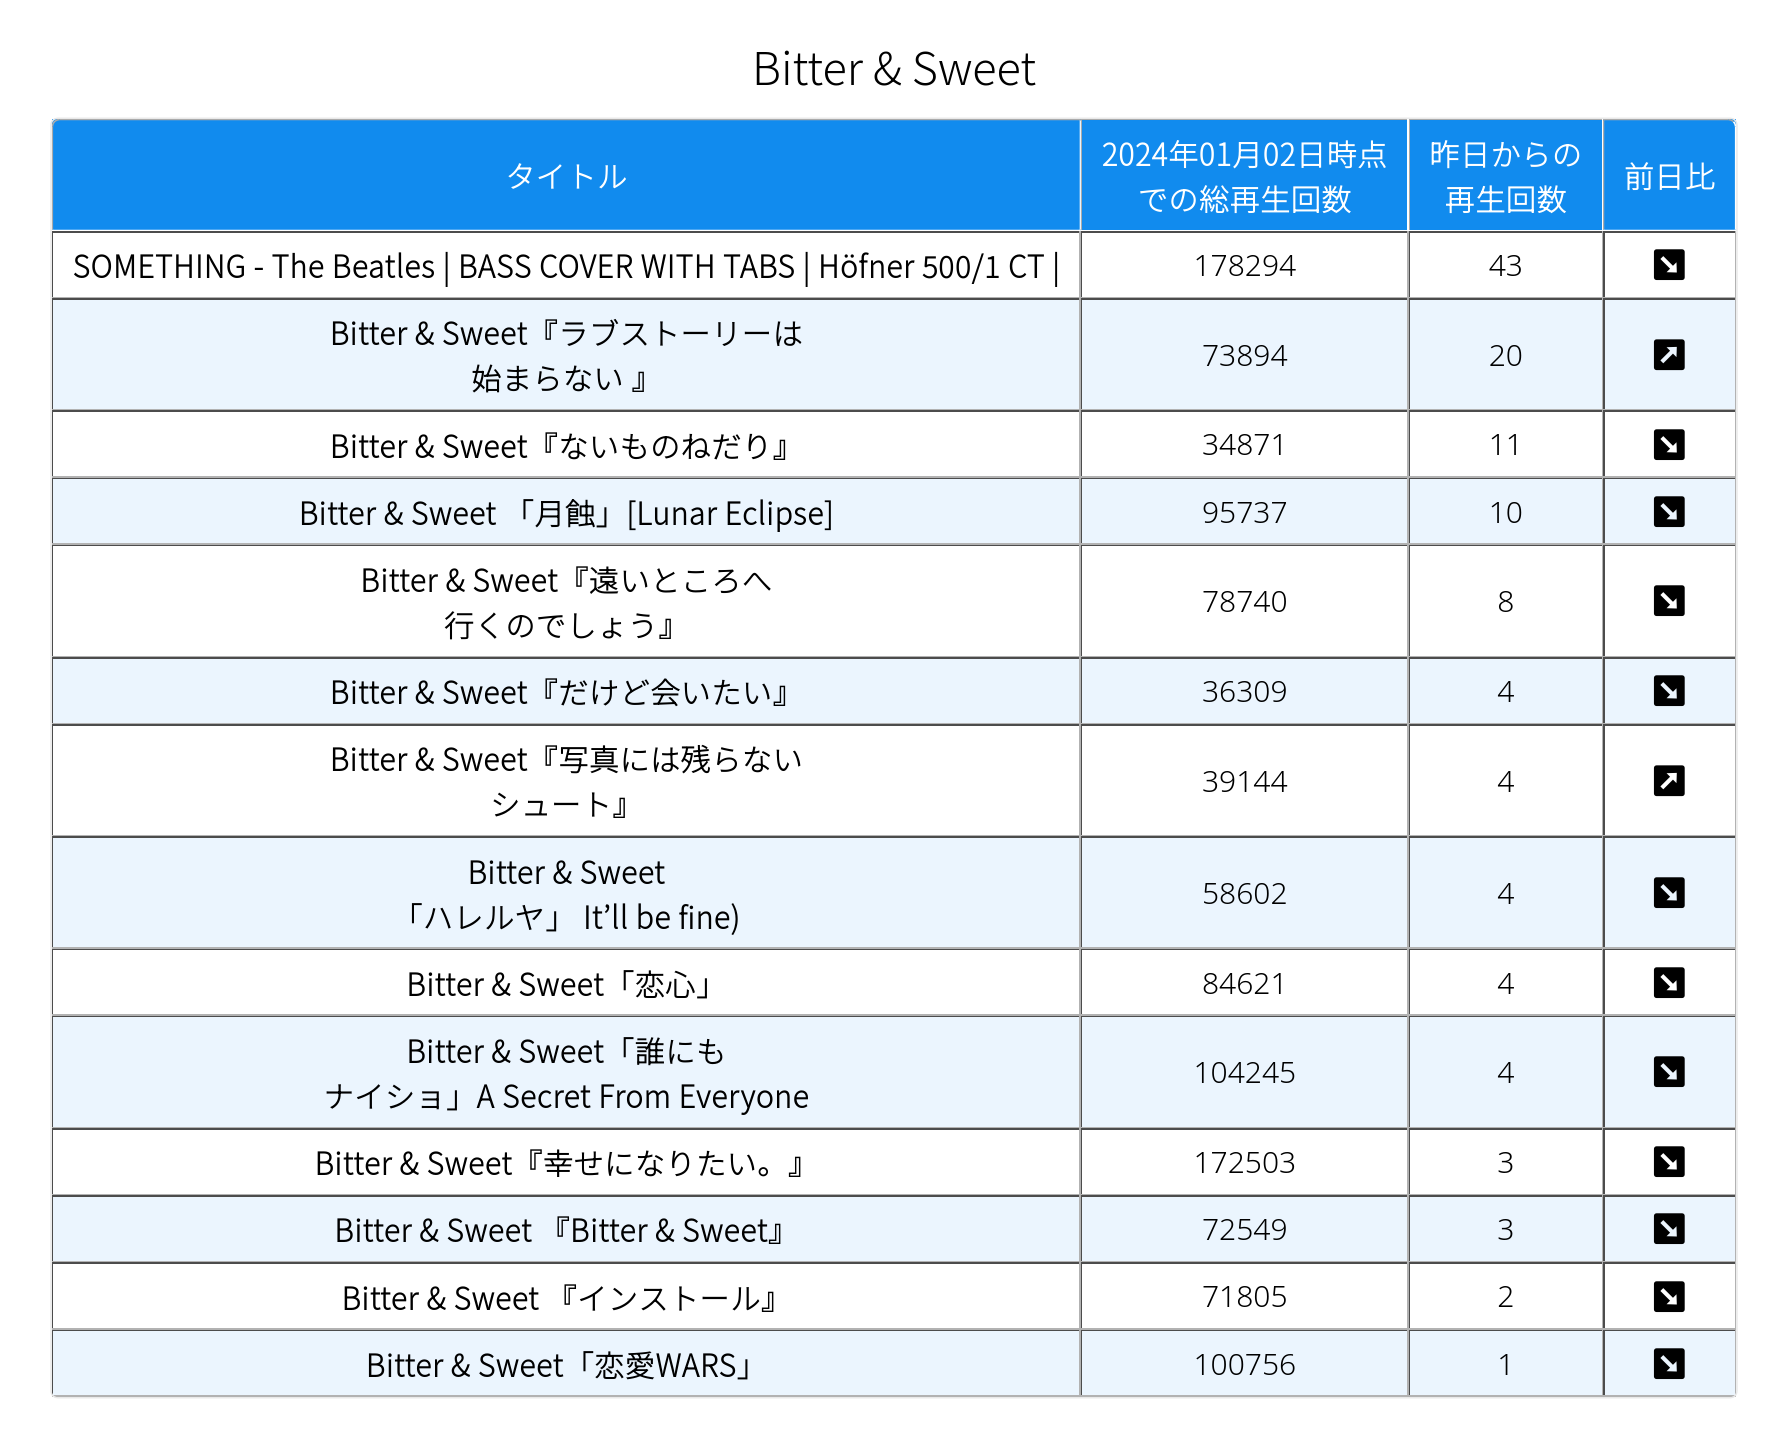 Bitter & Sweet
タイトル
2024年01月02日時点
での総再生回数
昨日からの
再生回数
前日比
SOMETHING - The Beatles | BASS COVER WITH TABS | Höfner 500/1 CT |
178294
43
↘
Bitter & Sweet『ラブストーリーは
始まらない 』
73894
20
↗
Bitter & Sweet『ないものねだり』
34871
11
↘
Bitter & Sweet 「月蝕」[Lunar Eclipse]
95737
10
↘
Bitter & Sweet『遠いところへ
行くのでしょう』
78740
8
↘
Bitter & Sweet『だけど会いたい』
36309
4
↘
Bitter & Sweet『写真には残らない
シュート』
39144
4
↗
Bitter & Sweet
「ハレルヤ」 It’ll be fine)
58602
4
↘
Bitter & Sweet「恋心」
84621
4
↘
Bitter & Sweet「誰にも
ナイショ」A Secret From Everyone
104245
4
↘
Bitter & Sweet『幸せになりたい。』
172503
3
↘
Bitter & Sweet 『Bitter & Sweet』
72549
3
↘
Bitter & Sweet 『インストール』
71805
2
↘
Bitter & Sweet「恋愛WARS」
100756
1
↘